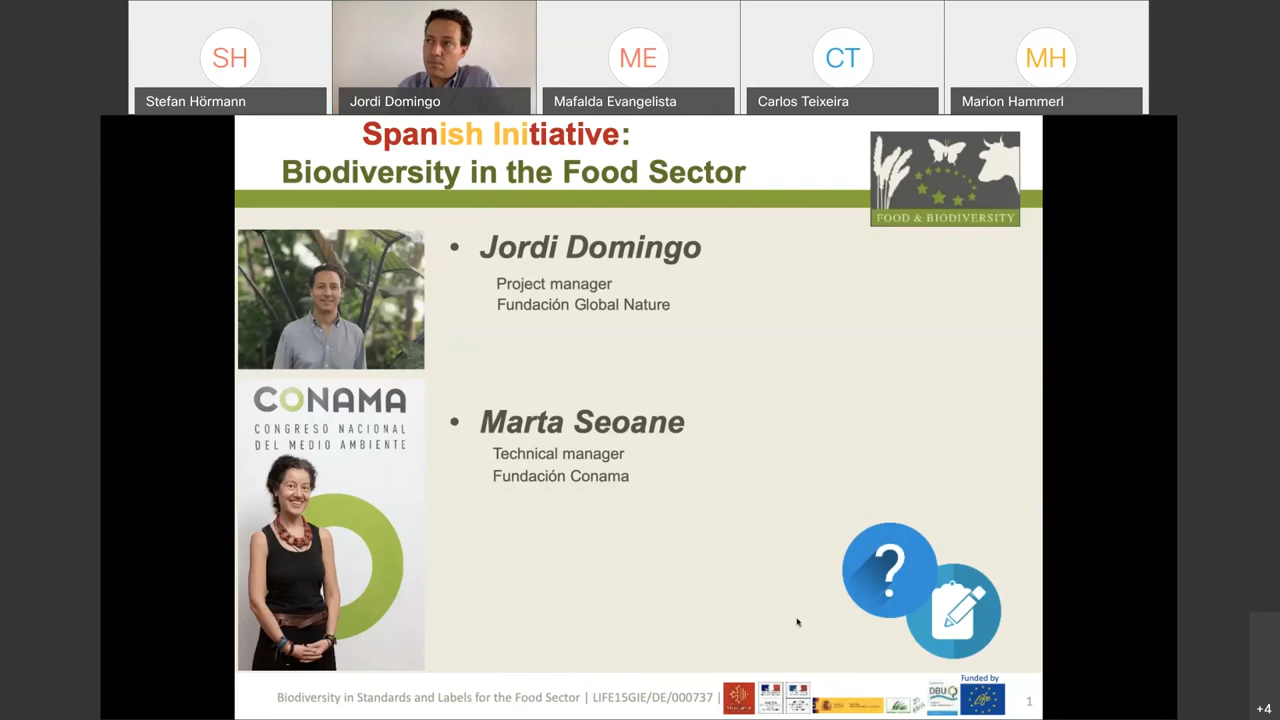 SH
ME
CT
MH
Stefan Hörmann
Jordi Domingo
Mafalda Evangelista
Carlos Teixeira
Marion Hammerl
Spanish Initiative:
Biodiversity in the Food Sector
FOOD & BIODIVERSITY
Jordi Domingo
Project manager
Fundación Global Nature
CONAMA
CONGRESO NACIONAL
DEL MEDIO AMBIENTE
Marta Seoane
Technical manager
Fundación Conama
?
Funded by
Biodiversity in Standards and Labels for the Food Sector | LIFE15GIE/DE/000737 |
DBU
1
+4